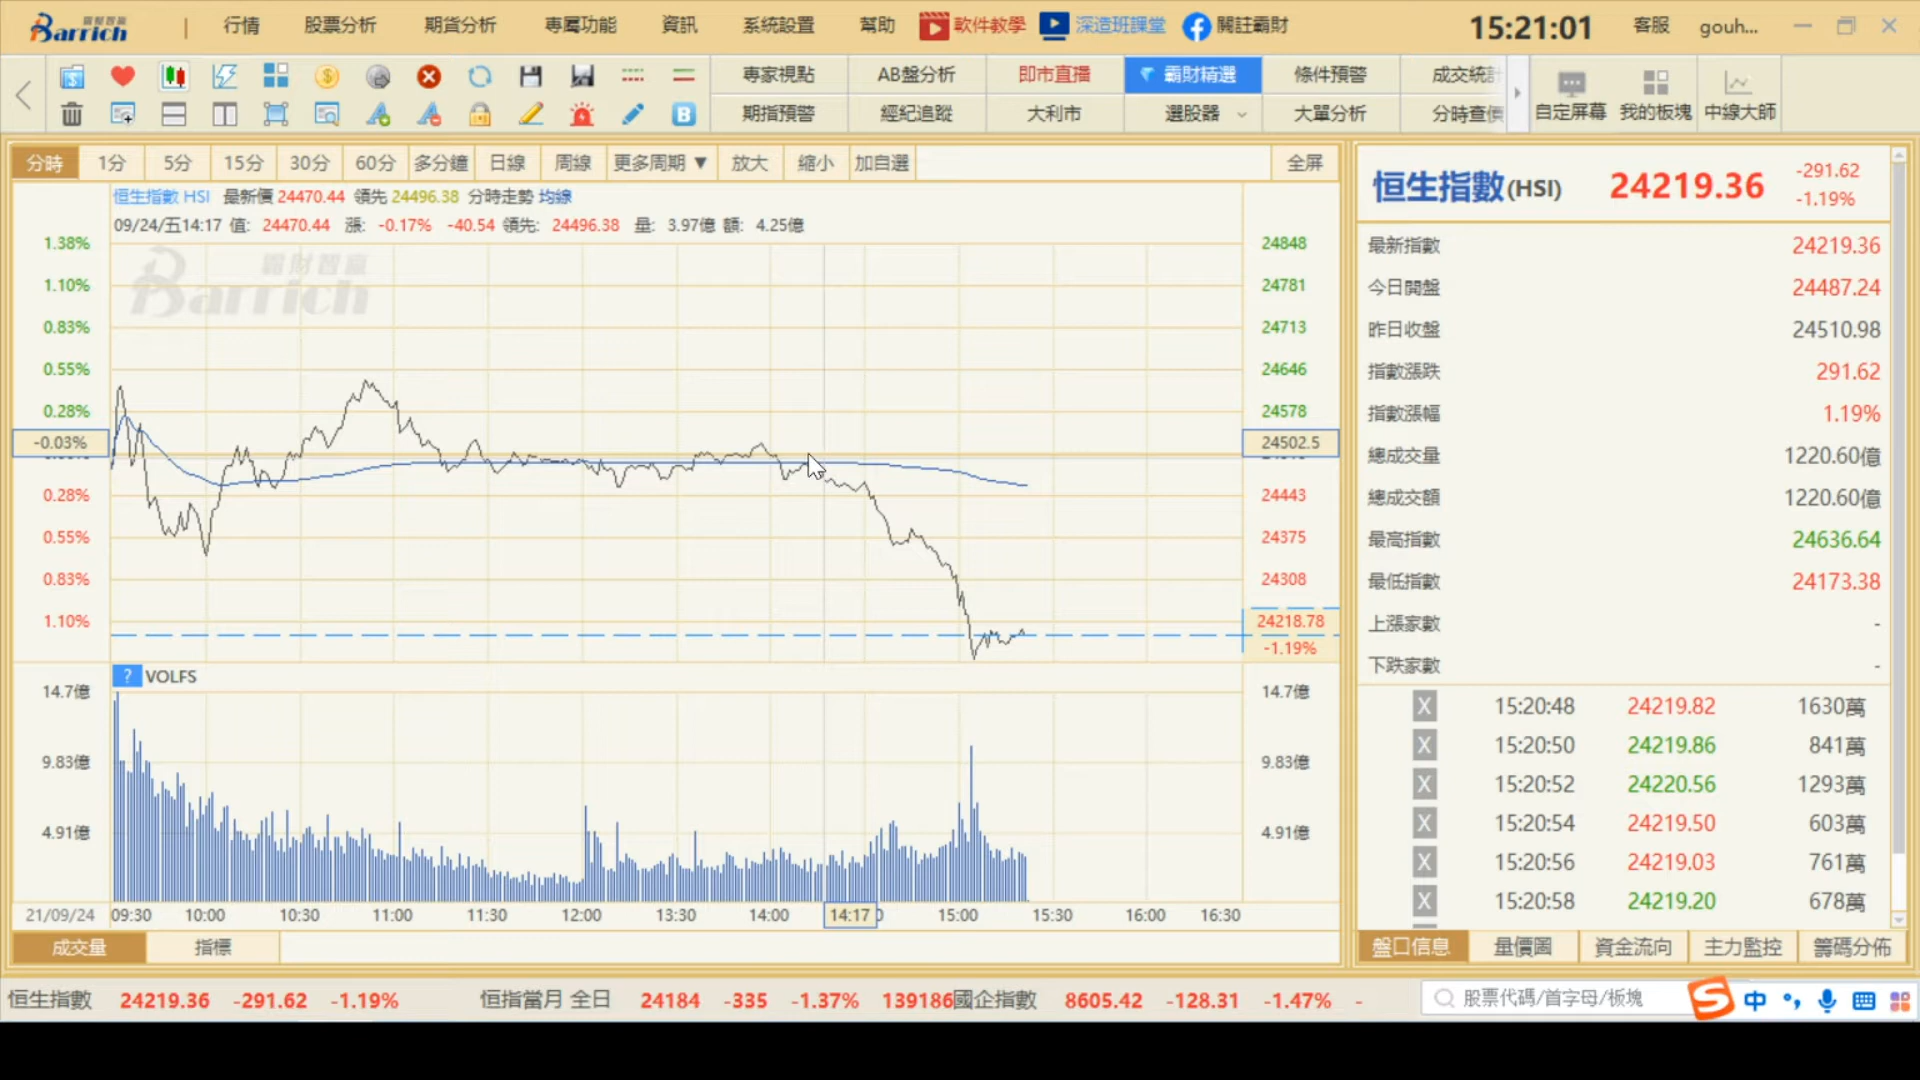 霸財智贏
Barrich
行情 股票分析 期貨分析 專屬功能 資訊 系統設置 幫助 軟件教學 深造班課堂 關註霸財 15:21:01 客服 gouh...
專家視點 AB盤分析 即市直播 霸財精選 條件預警 成交統計
期指預警 經紀追蹤 大利市 選股器 大單分析 分時查價
自定屏幕 我的板塊 中線大師
分時 1分 5分 15分 30分 60分 多分鐘 日線 周線 更多周期 ▼ 放大 縮小 加自選 全屏
恒生指數 HSI 最新價 24470.44 領先 24496.38 分時走勢 均線
09/24/五14:17 值: 24470.44 漲: -0.17% -40.54 領先: 24496.38 量: 3.97億 額: 4.25億
霸財智贏
Barrich
1.38% 24848
1.10% 24781
0.83% 24713
0.55% 24646
0.28% 24578
-0.03% 24502.5
0.28% 24443
0.55% 24375
0.83% 24308
1.10% 24218.78
-1.19%
? VOLFS
14.7億 14.7億
9.83億 9.83億
4.91億 4.91億
21/09/24 09:30 10:00 10:30 11:00 11:30 12:00 13:30 14:00 14:17 15:00 15:30 16:00 16:30
成交量 指標
恒生指數(HSI) 24219.36 -291.62
-1.19%
最新指數 24219.36
今日開盤 24487.24
昨日收盤 24510.98
指數漲跌 291.62
指數漲幅 1.19%
總成交量 1220.60億
總成交額 1220.60億
最高指數 24636.64
最低指數 24173.38
上漲家數 -
下跌家數 -
X 15:20:48 24219.82 1630萬
X 15:20:50 24219.86 841萬
X 15:20:52 24220.56 1293萬
X 15:20:54 24219.50 603萬
X 15:20:56 24219.03 761萬
X 15:20:58 24219.20 678萬
盤口信息 量價圖 資金流向 主力監控 籌碼分佈
恒生指數 24219.36 -291.62 -1.19% 恒指當月 全日 24184 -335 -1.37% 139186 國企指數 8605.42 -128.31 -1.47% -
股票代碼/首字母/板塊
S 中